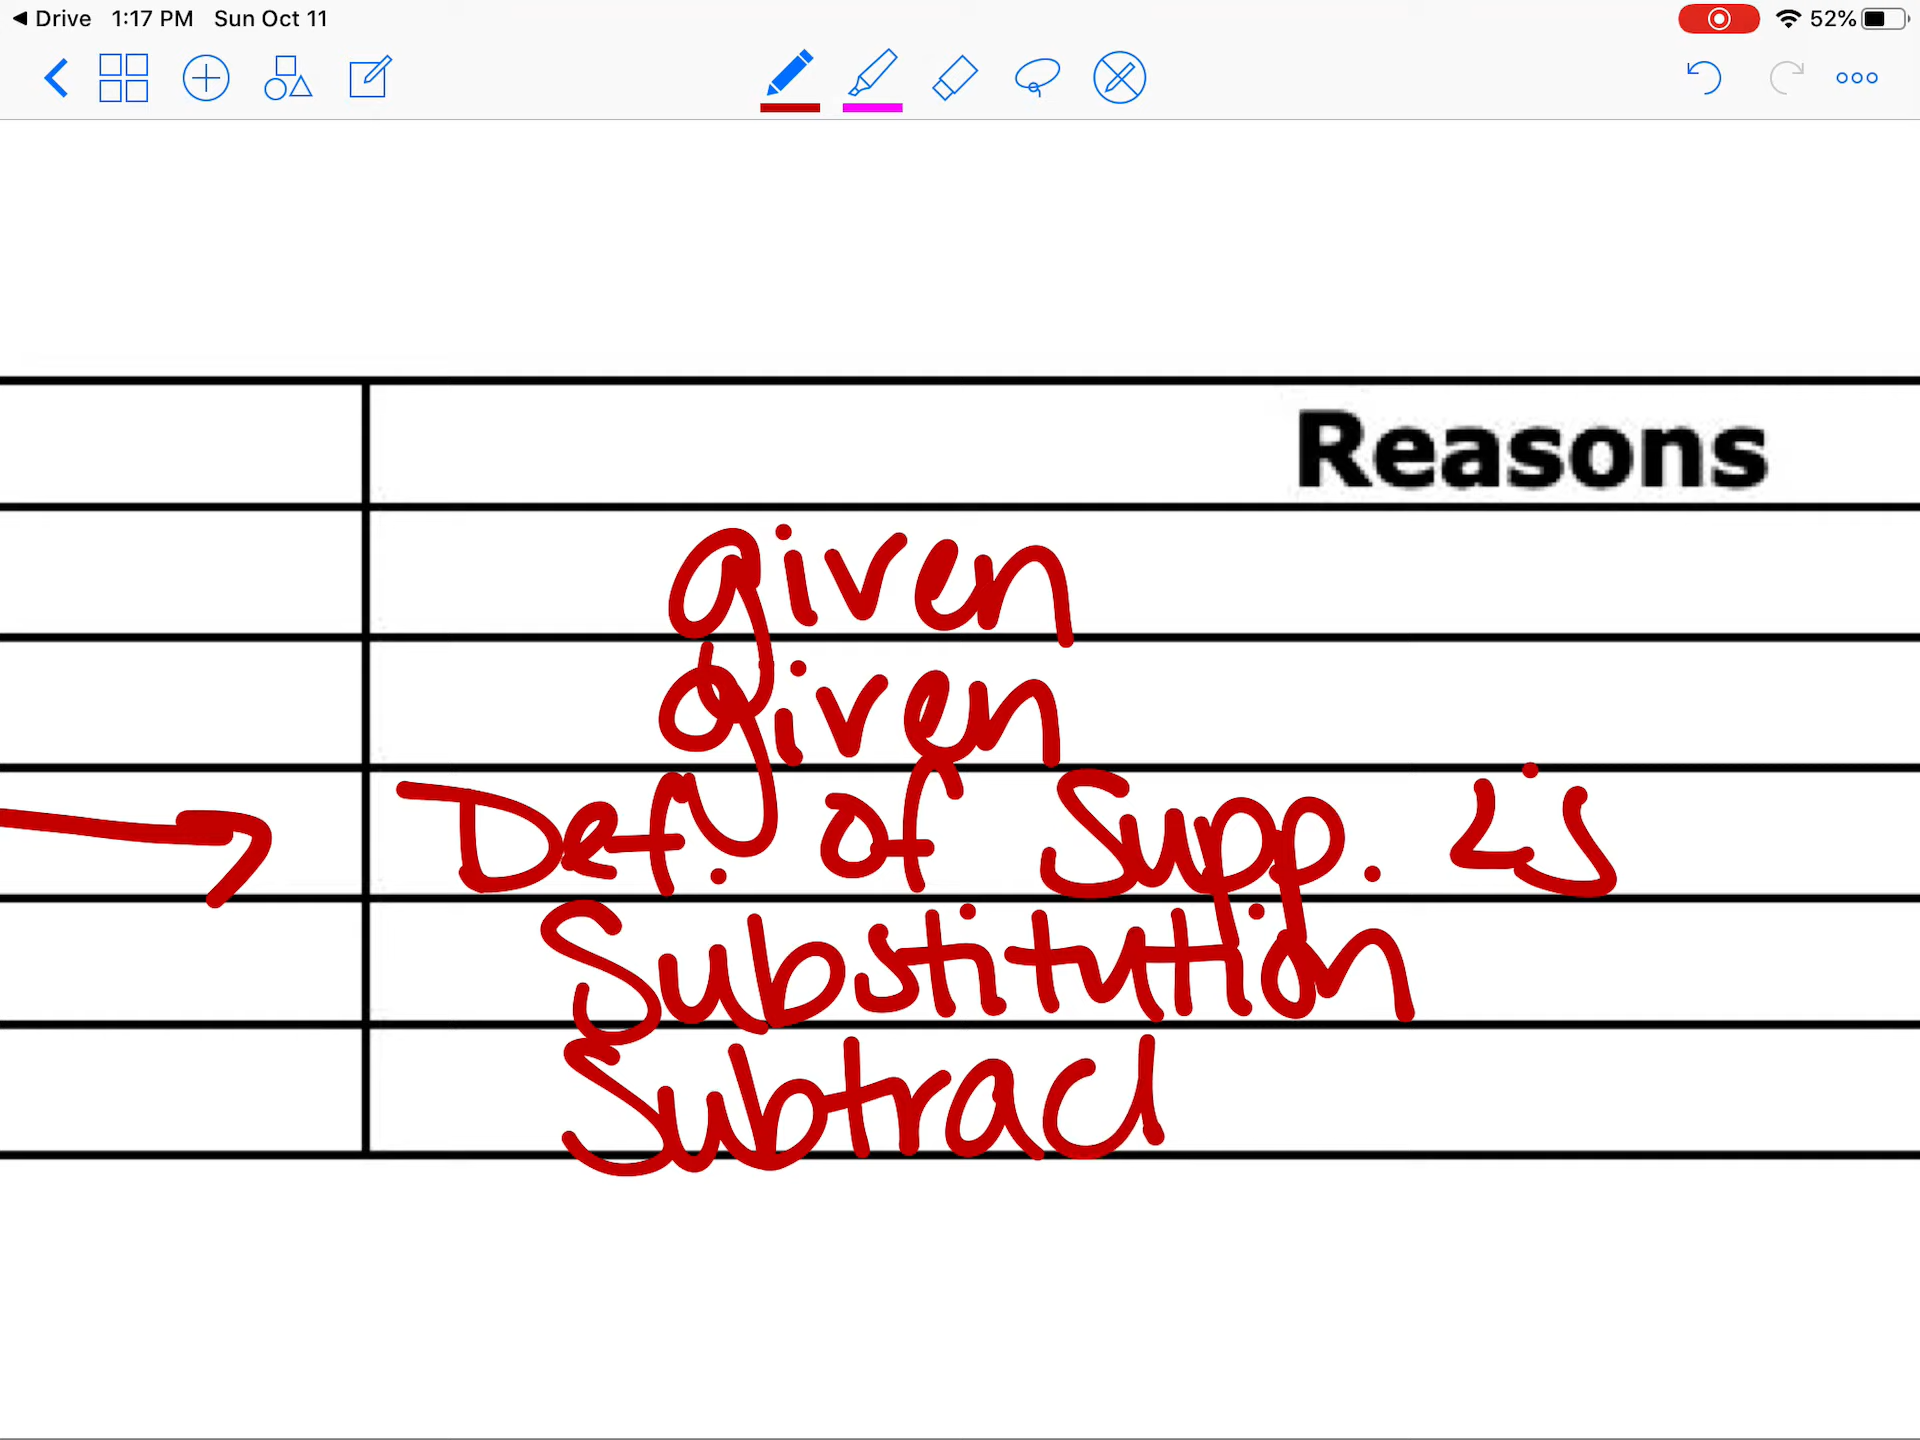 Drive 1:17 PM Sun Oct 11 52%
Reasons
given
given
Def. of Supp. ∠'s
Substitution
Subtract